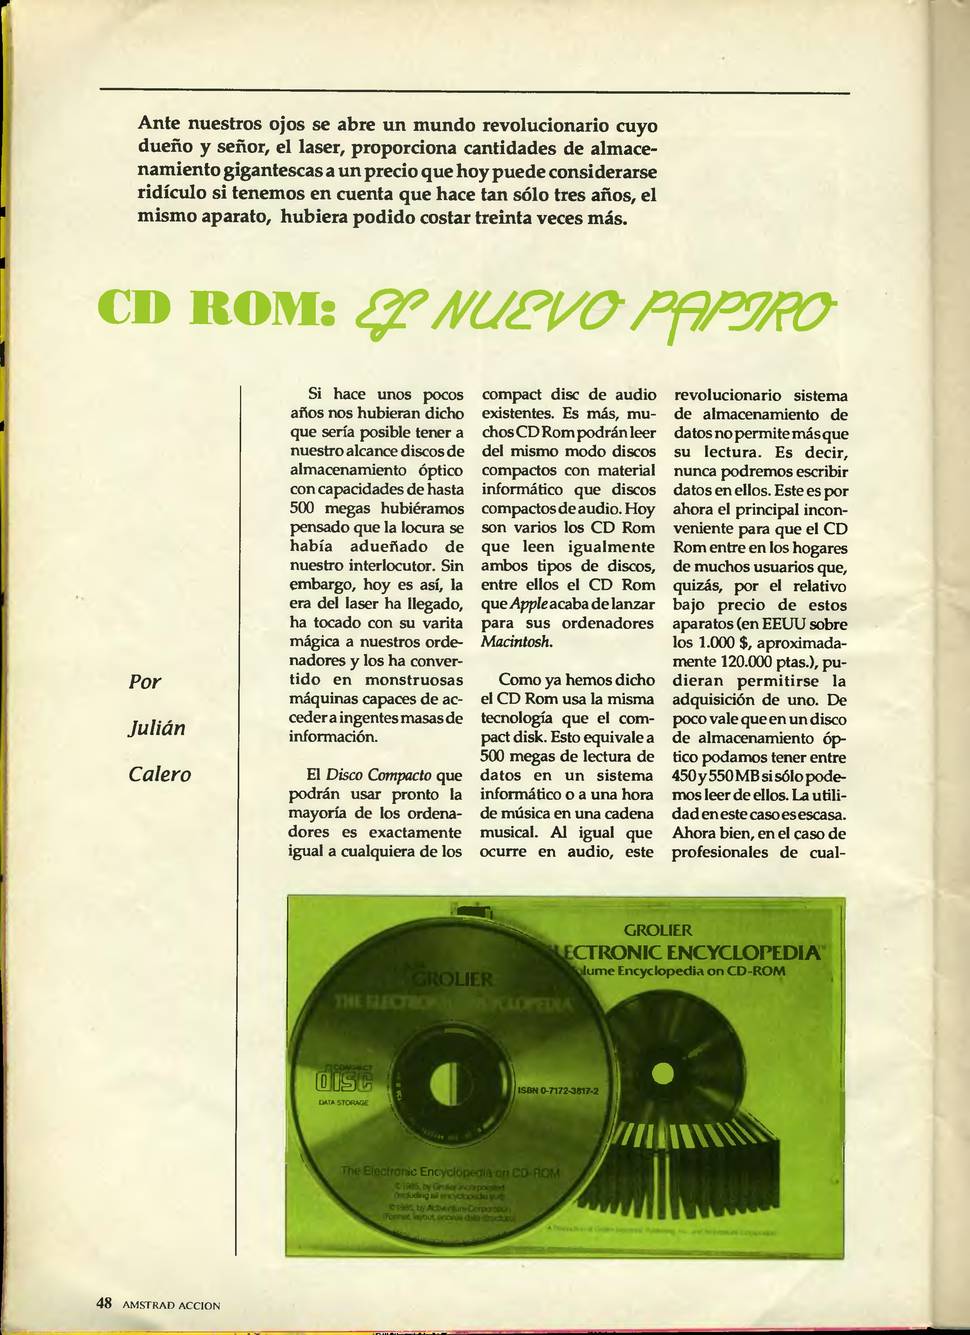 Ante nuestros ojos se abre un mundo revolucionario cuyo
dueño y señor, el laser, proporciona cantidades de almace-
namiento gigantescas a un precio que hoy puede considerarse
ridículo si tenemos en cuenta que hace tan sólo tres años, el
mismo aparato, hubiera podido costar treinta veces más.
CD ROM: EL NUEVO PAPIRO
Por
Julián
Calero
Si hace unos pocos
años nos hubieran dicho
que sería posible tener a
nuestro alcance discos de
almacenamiento óptico
con capacidades de hasta
500 megas hubiéramos
pensado que la locura se
había adueñado de
nuestro interlocutor. Sin
embargo, hoy es así, la
era del laser ha llegado,
ha tocado con su varita
mágica a nuestros orde-
nadores y los ha conver-
tido en monstruosas
máquinas capaces de ac-
ceder a ingentes masas de
información.
El Disco Compacto que
podrán usar pronto la
mayoría de los ordena-
dores es exactamente
igual a cualquiera de los
compact disc de audio
existentes. Es más, mu-
chos CD Rom podrán leer
del mismo modo discos
compactos con material
informático que discos
compactos de audio. Hoy
son varios los CD Rom
que leen igualmente
ambos tipos de discos,
entre ellos el CD Rom
que Apple acaba de lanzar
para sus ordenadores
Macintosh.
Como ya hemos dicho
el CD Rom usa la misma
tecnología que el com-
pact disk. Esto equivale a
500 megas de lectura de
datos en un sistema
informático o a una hora
de música en una cadena
musical. Al igual que
ocurre en audio, este
revolucionario sistema
de almacenamiento de
datos no permite más que
su lectura. Es decir,
nunca podremos escribir
datos en ellos. Este es por
ahora el principal incon-
veniente para que el CD
Rom entre en los hogares
de muchos usuarios que,
quizás, por el relativo
bajo precio de estos
aparatos (en EEUU sobre
los 1.000 $, aproximada-
mente 120.000 ptas.), pu-
dieran permitirse la
adquisición de uno. De
poco vale que en un disco
de almacenamiento óp-
tico podamos tener entre
450 y 550 MB si sólo pode-
mos leer de ellos. La utili-
dad en este caso es escasa.
Ahora bien, en el caso de
profesionales de cual-
GROLIER
ECTRONIC ENCYCLOPEDIA™
lume Encyclopedia on CD-ROM
GROLIER
THE ELECTRONIC ENCYCLOPEDIA
COMPACT
DISC
DATA STORAGE
ISBN 0-7172-3817-2
The Electronic Encyclopedia on CD-ROM
© 1985, by Grolier Incorporated
(including all encyclopedia text)
© 1985, by Activenture Corporation
(Format, layout,
48 AMSTRAD ACCION